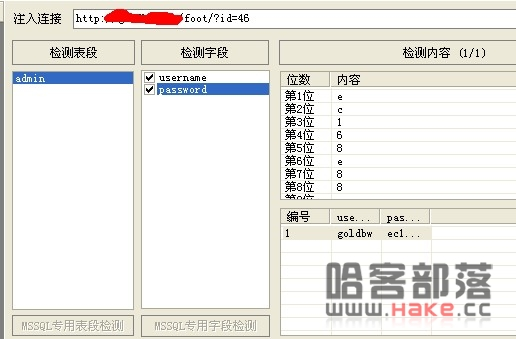 注入连接 http:/ /foot/?id=46
检测表段 检测字段 检测内容 (1/1)
admin
username
password
位数 内容
第1位 e
第2位 c
第3位 1
第4位 6
第5位 8
第6位 e
第7位 8
第8位 8
编号 use... pas...
1 goldbw ec1...
MSSQL专用表段检测 MSSQL专用字段检测
哈客部落
www.HAKE.cc